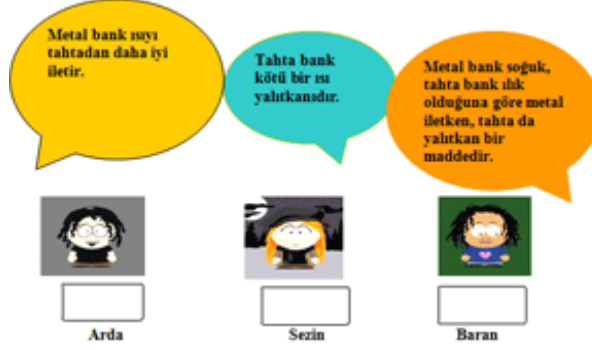 Metal bank ısıyı
tahtadan daha iyi
iletir.
Tahta bank
kötü bir ısı
yalıtkanıdır.
Metal bank soğuk,
tahta bank ılık
olduğuna göre metal
iletken, tahta da
yalıtkan bir
maddedir.
Arda
Sezin
Baran